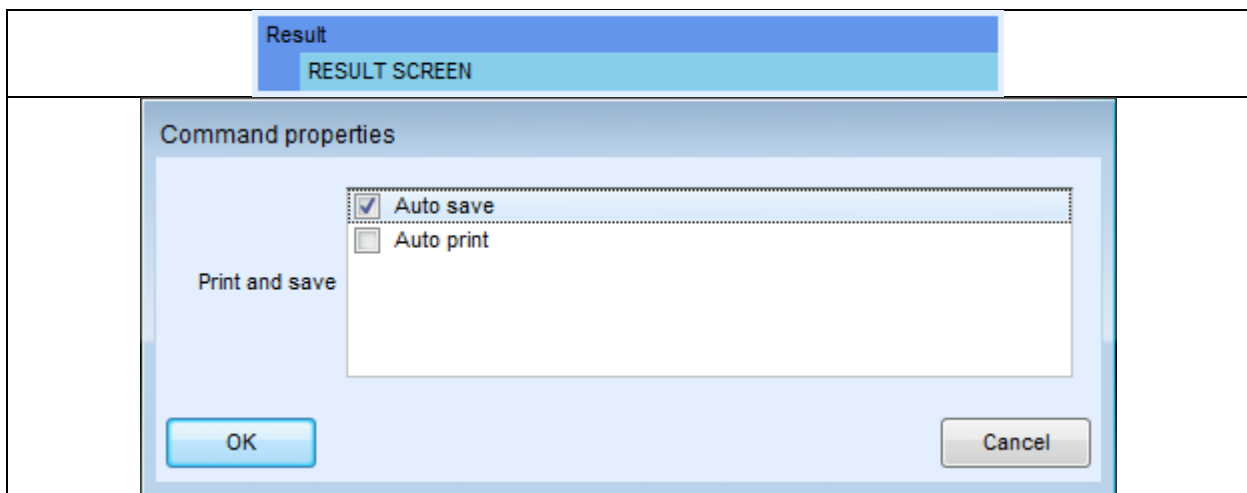 Result
RESULT SCREEN
Command properties
Auto save
Auto print
Print and save
OK
Cancel